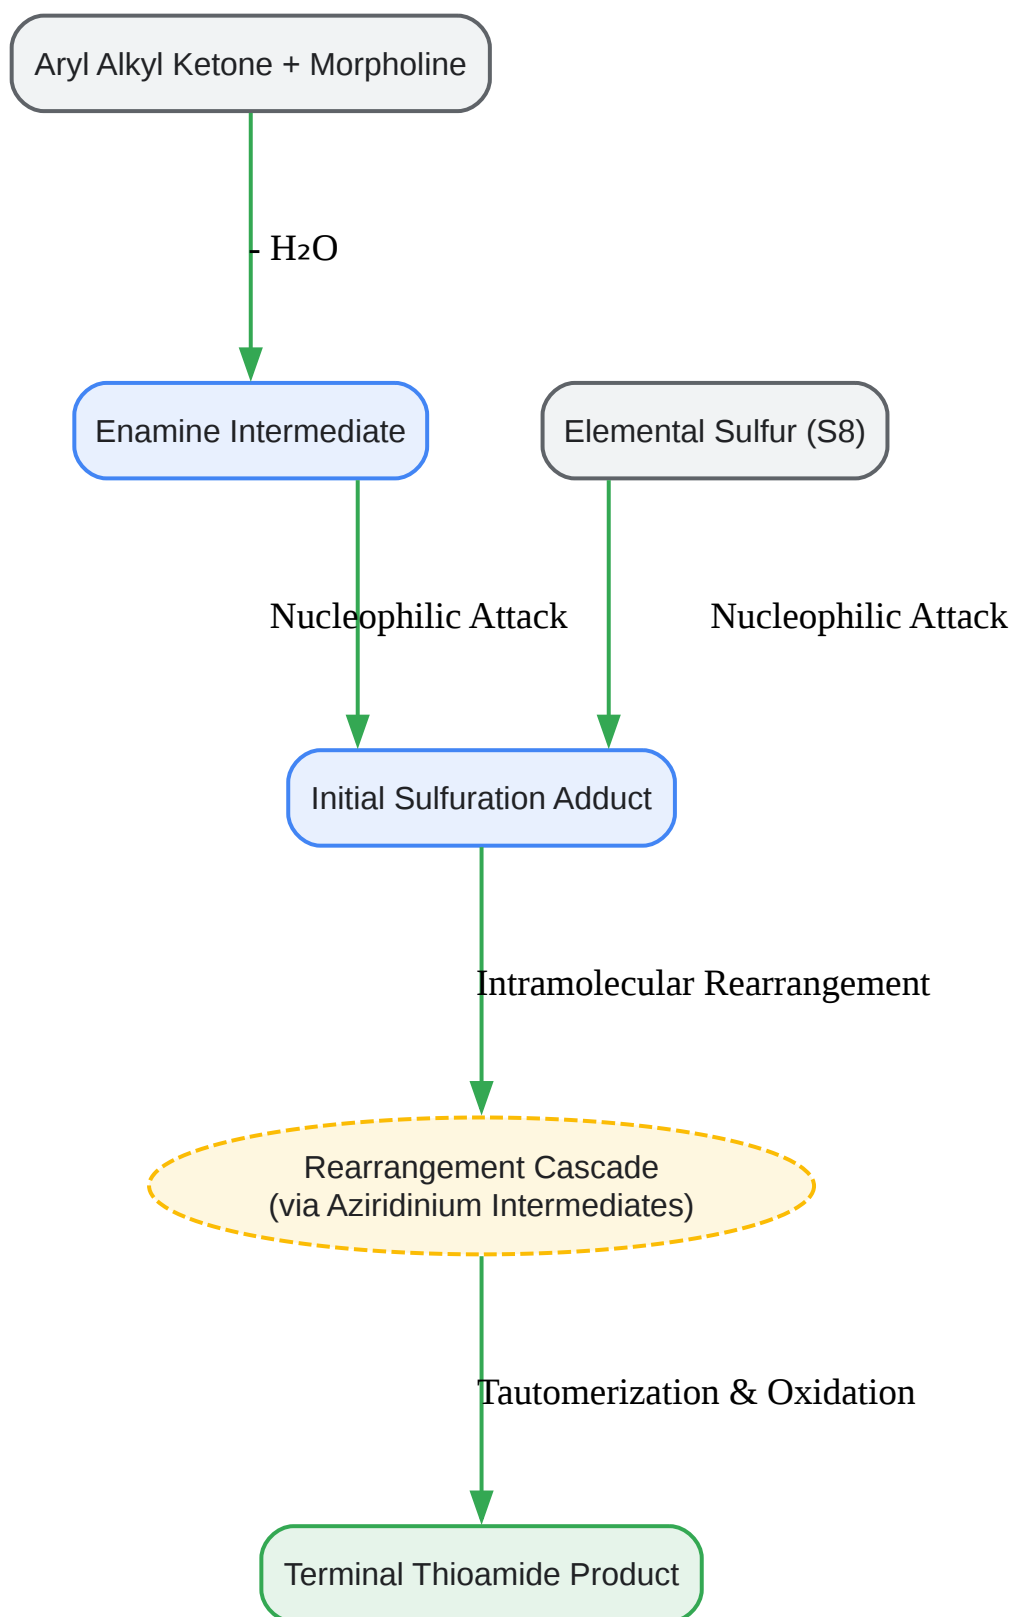 Aryl Alkyl Ketone + Morpholine
- H₂O
Enamine Intermediate
Elemental Sulfur (S8)
Nucleophilic Attack
Nucleophilic Attack
Initial Sulfuration Adduct
Intramolecular Rearrangement
Rearrangement Cascade
(via Aziridinium Intermediates)
Tautomerization & Oxidation
Terminal Thioamide Product